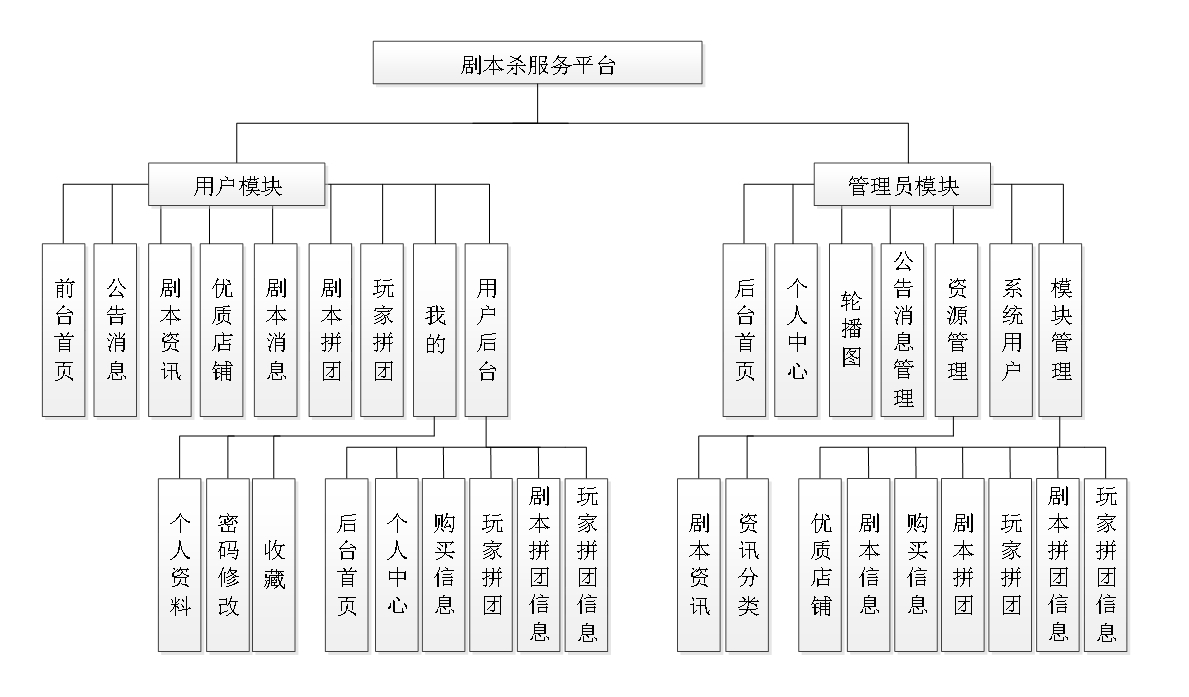 剧本杀服务平台
用户模块
管理员模块
前台首页
公告消息
剧本资讯
优质店铺
剧本消息
剧本拼团
玩家拼团
我的
用户后台
后台首页
个人中心
轮播图
公告消息管理
资源管理
系统用户
模块管理
个人资料
密码修改
收藏
后台首页
个人中心
购买信息
玩家拼团
剧本拼团信息
玩家拼团信息
剧本资讯
资讯分类
优质店铺
剧本信息
购买信息
剧本拼团
玩家拼团
剧本拼团信息
玩家拼团信息